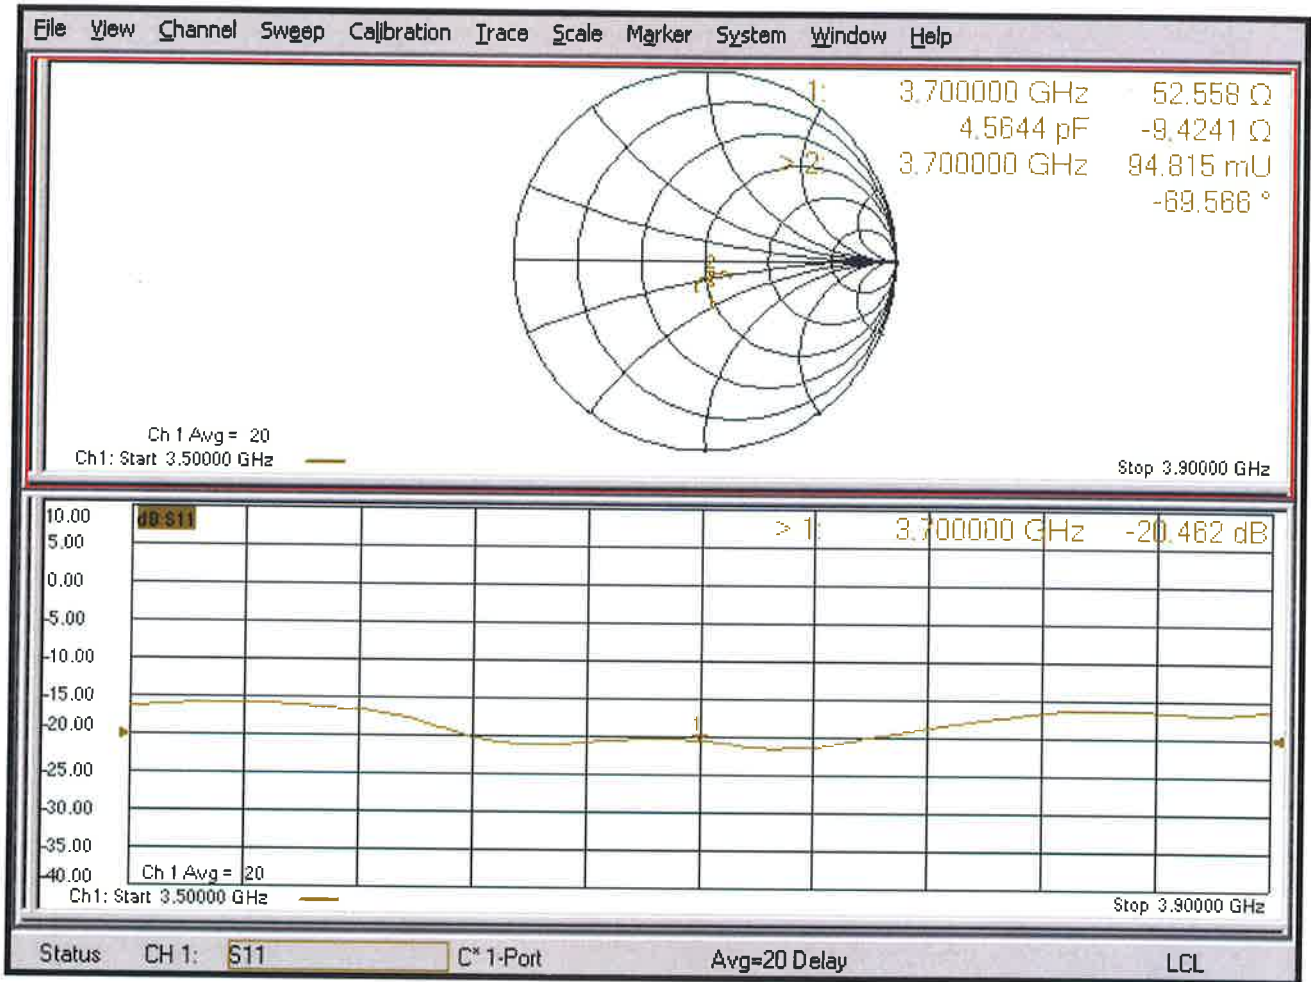 File View Channel Sweep Calibration Trace Scale Marker System Window Help
1: 3.700000 GHz 52.558 Ω
4.5644 pF -9.4241 Ω
> 2: 3.700000 GHz 94.815 mU
-69.566 °
Ch 1 Avg = 20
Ch1: Start 3.50000 GHz
Stop 3.90000 GHz
10.00
dB S11
> 1: 3.700000 GHz -20.462 dB
5.00
0.00
-5.00
-10.00
-15.00
-20.00
1
-25.00
-30.00
-35.00
-40.00
Ch 1 Avg = 20
Ch1: Start 3.50000 GHz
Stop 3.90000 GHz
Status CH 1: S11 C* 1-Port Avg=20 Delay LCL